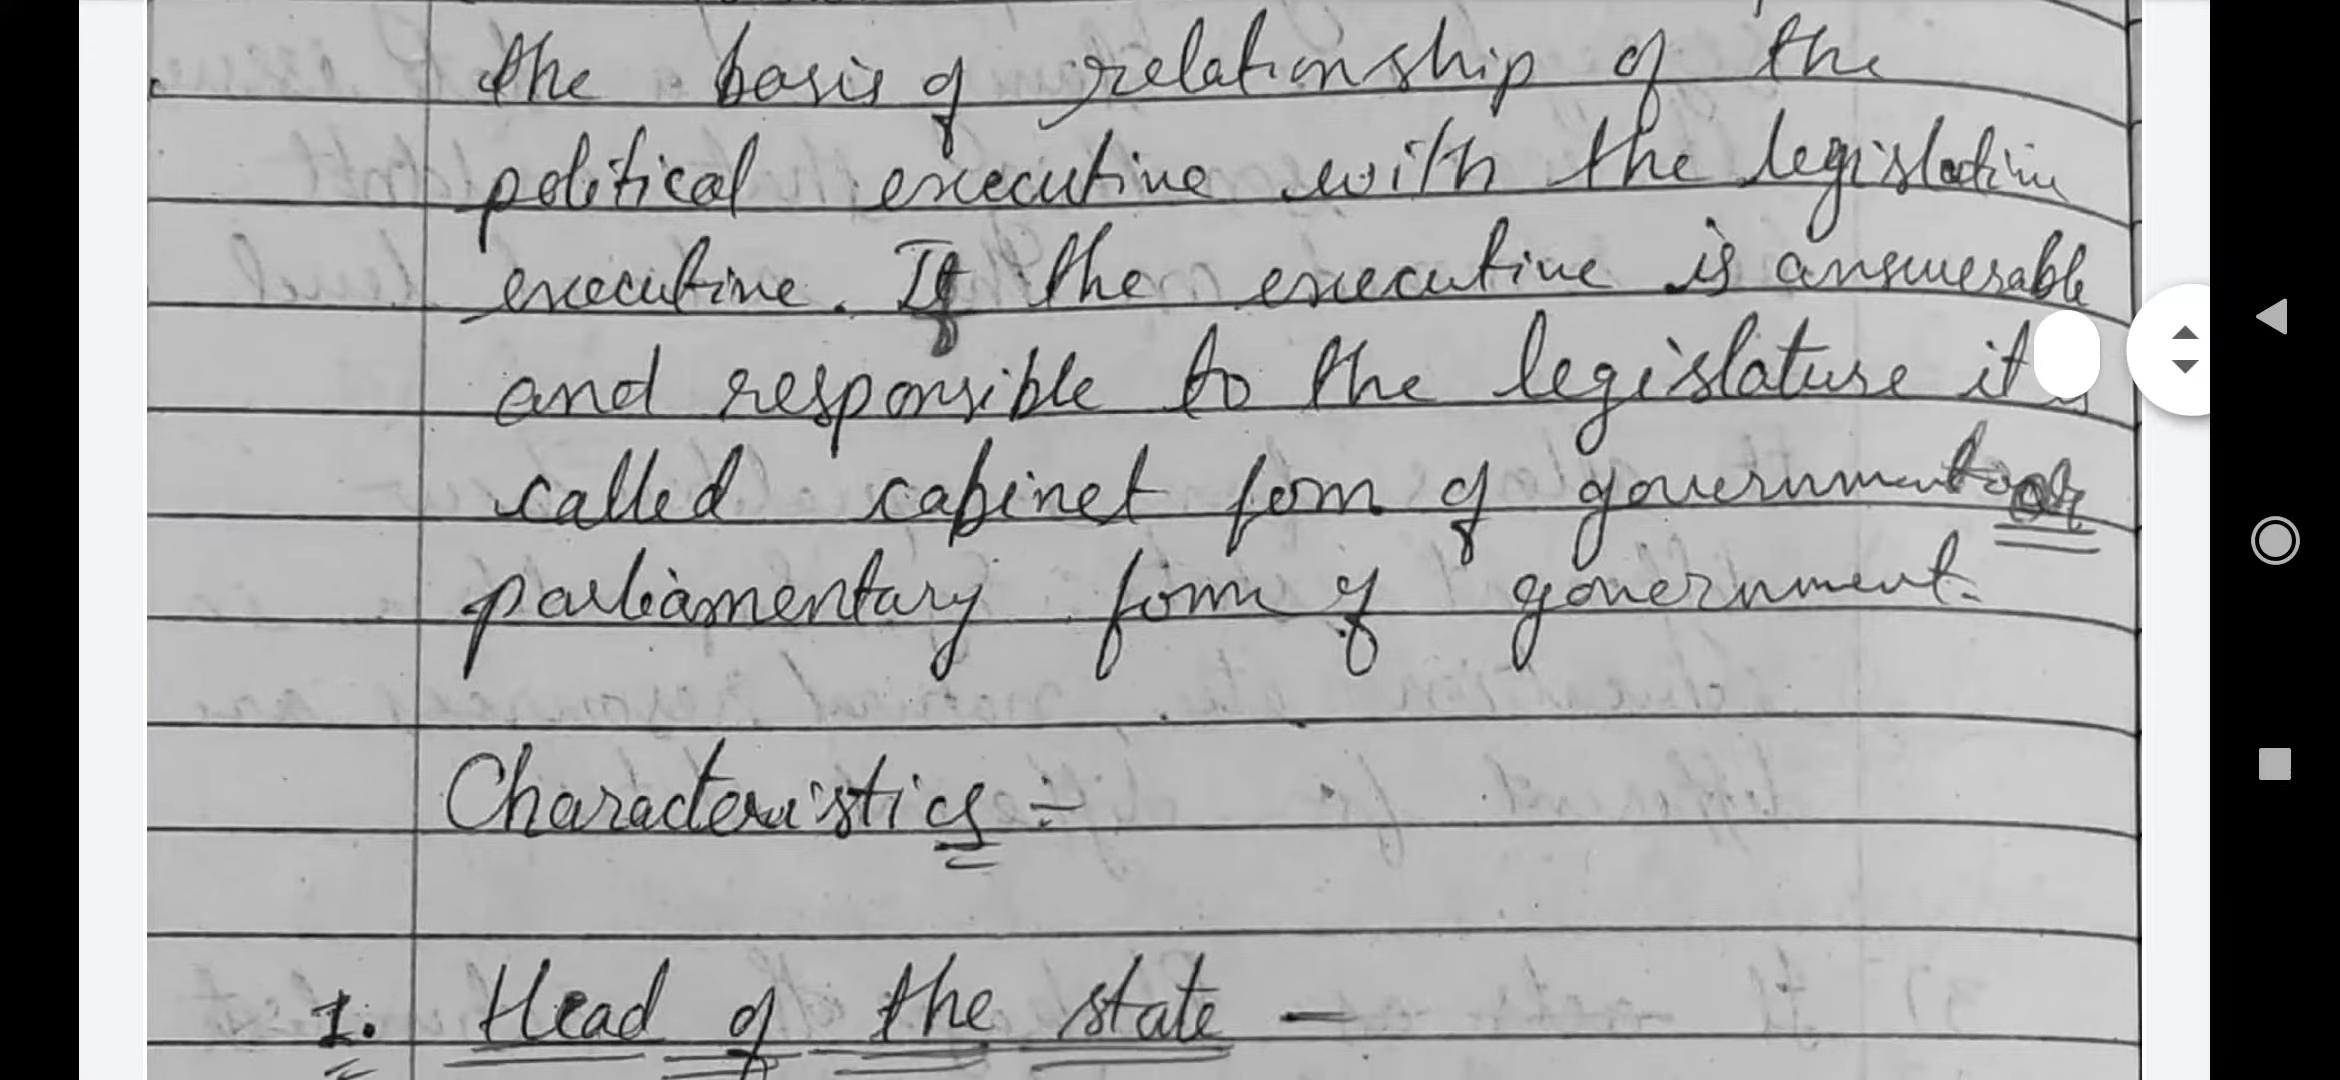 the basis of relationship of the
political executive with the legislative
executive. If the executive is answerable
and responsible to the legislature it
called cabinet form of government or
parliamentary form of government.
Characteristics :-
1. Head of the state -